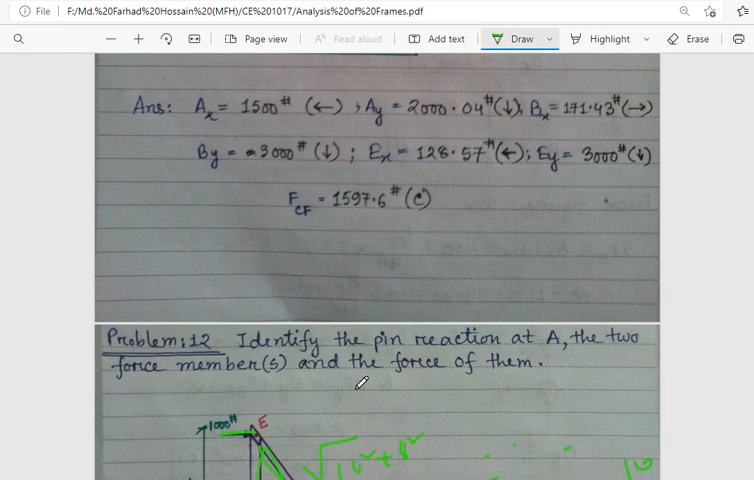 File | F:/Md.%20Farhad%20Hossain%20(MFH)/CE%201017/Analysis%20of%20Frames.pdf
Page view | Read aloud | Add text | Draw | Highlight | Erase
Ans: Ax = 1500# (←) ; Ay = 2000.04# (↓), Bx = 171.43# (→)
By = 3000# (↓) ; Ex = 128.57# (←); Ey = 3000# (↓)
FCF = 1597.6# (C)
Problem: 12 Identify the pin reaction at A, the two
force member(s) and the force of them.
1000# E